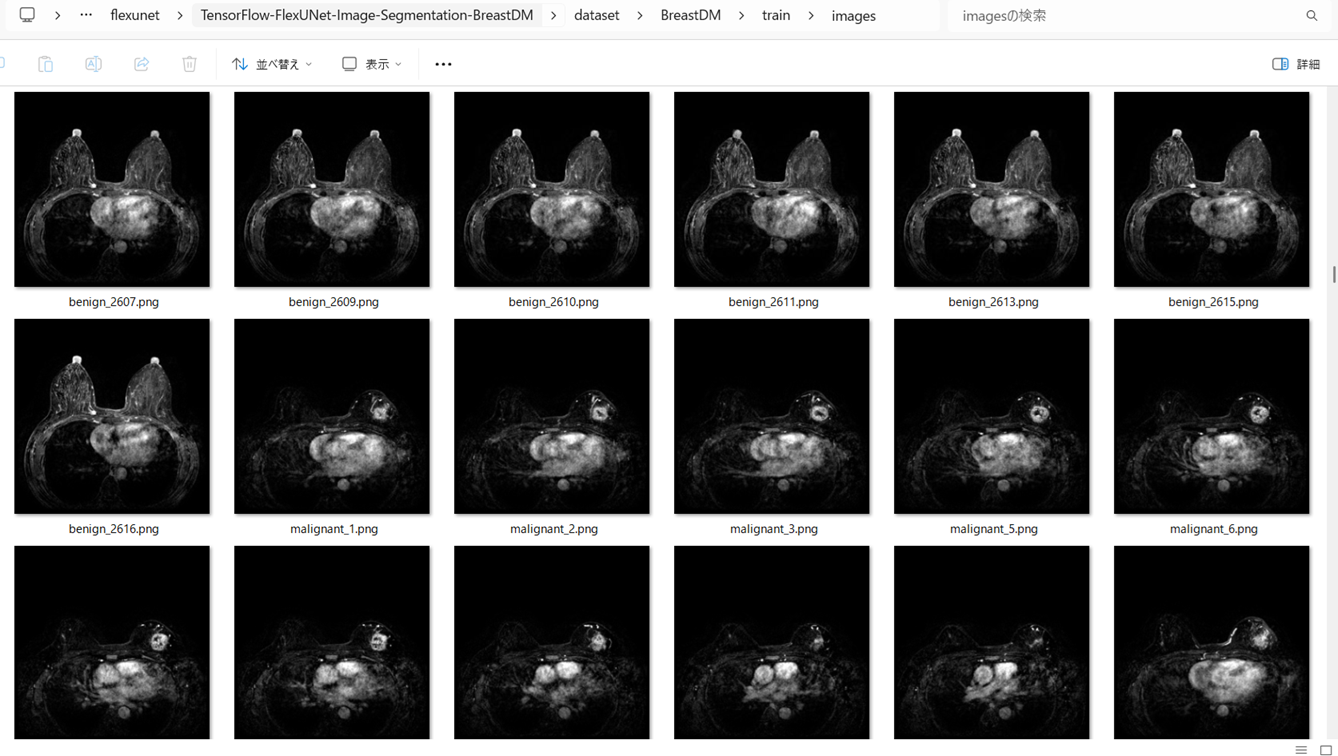 flexunet > TensorFlow-FlexUNet-Image-Segmentation-BreastDM > dataset > BreastDM > train > images
imagesの検索
並べ替え 表示 詳細
benign_2607.png benign_2609.png benign_2610.png benign_2611.png benign_2613.png benign_2615.png
benign_2616.png malignant_1.png malignant_2.png malignant_3.png malignant_5.png malignant_6.png